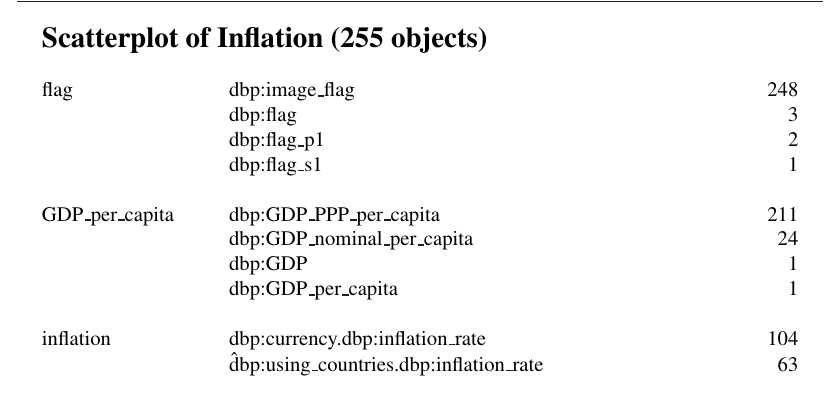 Scatterplot of Inflation (255 objects)
flag dbp:image_flag 248
dbp:flag 3
dbp:flag_p1 2
dbp:flag_s1 1
GDP_per_capita dbp:GDP_PPP_per_capita 211
dbp:GDP_nominal_per_capita 24
dbp:GDP 1
dbp:GDP_per_capita 1
inflation dbp:currency.dbp:inflation_rate 104
d̂bp:using_countries.dbp:inflation_rate 63